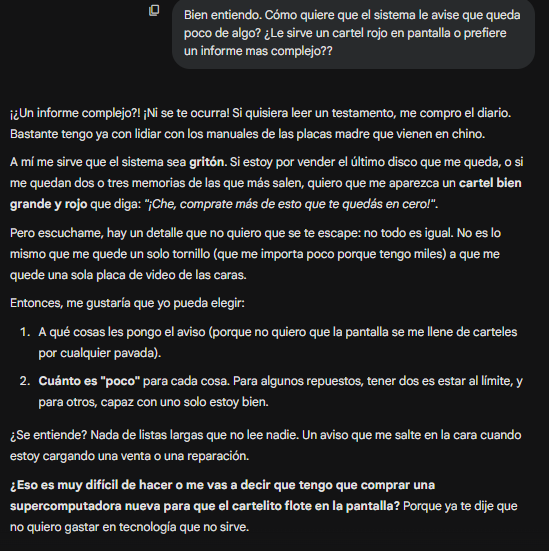 Bien entiendo. Cómo quiere que el sistema le avise que queda
poco de algo? ¿Le sirve un cartel rojo en pantalla o prefiere
un informe mas complejo??
¡¿Un informe complejo?! ¡Ni se te ocurra! Si quisiera leer un testamento, me compro el diario.
Bastante tengo ya con lidiar con los manuales de las placas madre que vienen en chino.
A mí me sirve que el sistema sea gritón. Si estoy por vender el último disco que me queda, o si
me quedan dos o tres memorias de las que más salen, quiero que me aparezca un cartel bien
grande y rojo que diga: "¡Che, comprate más de esto que te quedás en cero!".
Pero escuchame, hay un detalle que no quiero que se te escape: no todo es igual. No es lo
mismo que me quede un solo tornillo (que me importa poco porque tengo miles) a que me
quede una sola placa de video de las caras.
Entonces, me gustaría que yo pueda elegir:
1. A qué cosas les pongo el aviso (porque no quiero que la pantalla se me llene de carteles
por cualquier pavada).
2. Cuánto es "poco" para cada cosa. Para algunos repuestos, tener dos es estar al límite, y
para otros, capaz con uno solo estoy bien.
¿Se entiende? Nada de listas largas que no lee nadie. Un aviso que me salte en la cara cuando
estoy cargando una venta o una reparación.
¿Eso es muy difícil de hacer o me vas a decir que tengo que comprar una
supercomputadora nueva para que el cartelito flote en la pantalla? Porque ya te dije que
no quiero gastar en tecnología que no sirve.